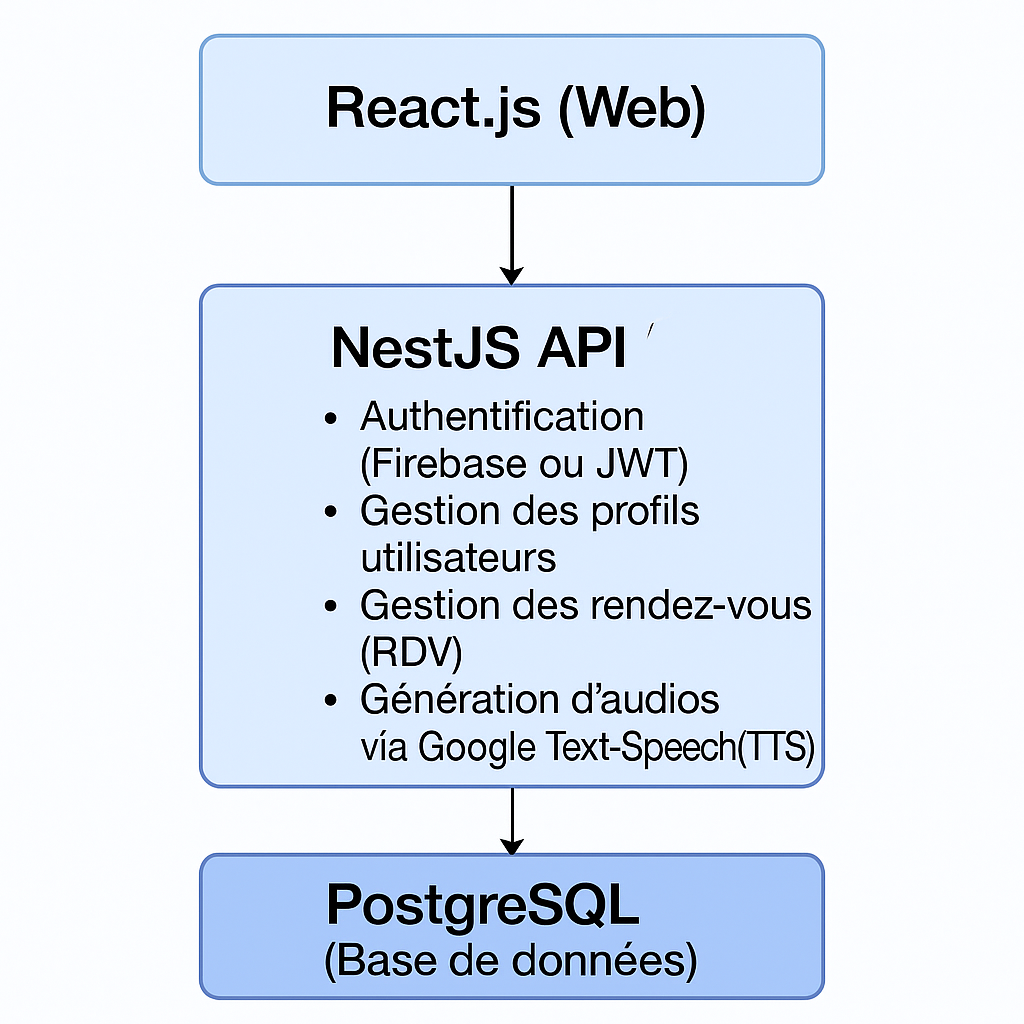 React.js (Web)
NestJS API
• Authentification
(Firebase ou JWT)
• Gestion des profils
utilisateurs
• Gestion des rendez-vous
(RDV)
• Génération d’audios
vía Google Text-Speech(TTS)
PostgreSQL
(Base de données)